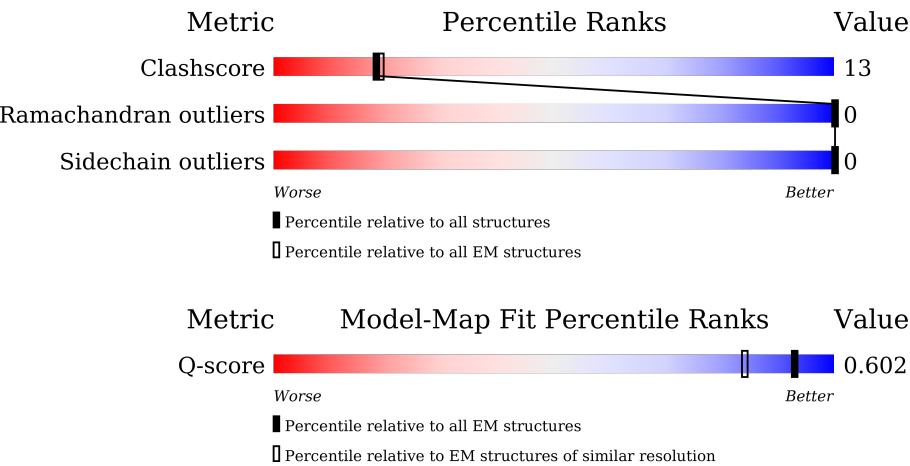 Metric Percentile Ranks Value
Clashscore 13
Ramachandran outliers 0
Sidechain outliers 0
Worse Better
Percentile relative to all structures
Percentile relative to all EM structures
Metric Model-Map Fit Percentile Ranks Value
Q-score 0.602
Worse Better
Percentile relative to all EM structures
Percentile relative to EM structures of similar resolution